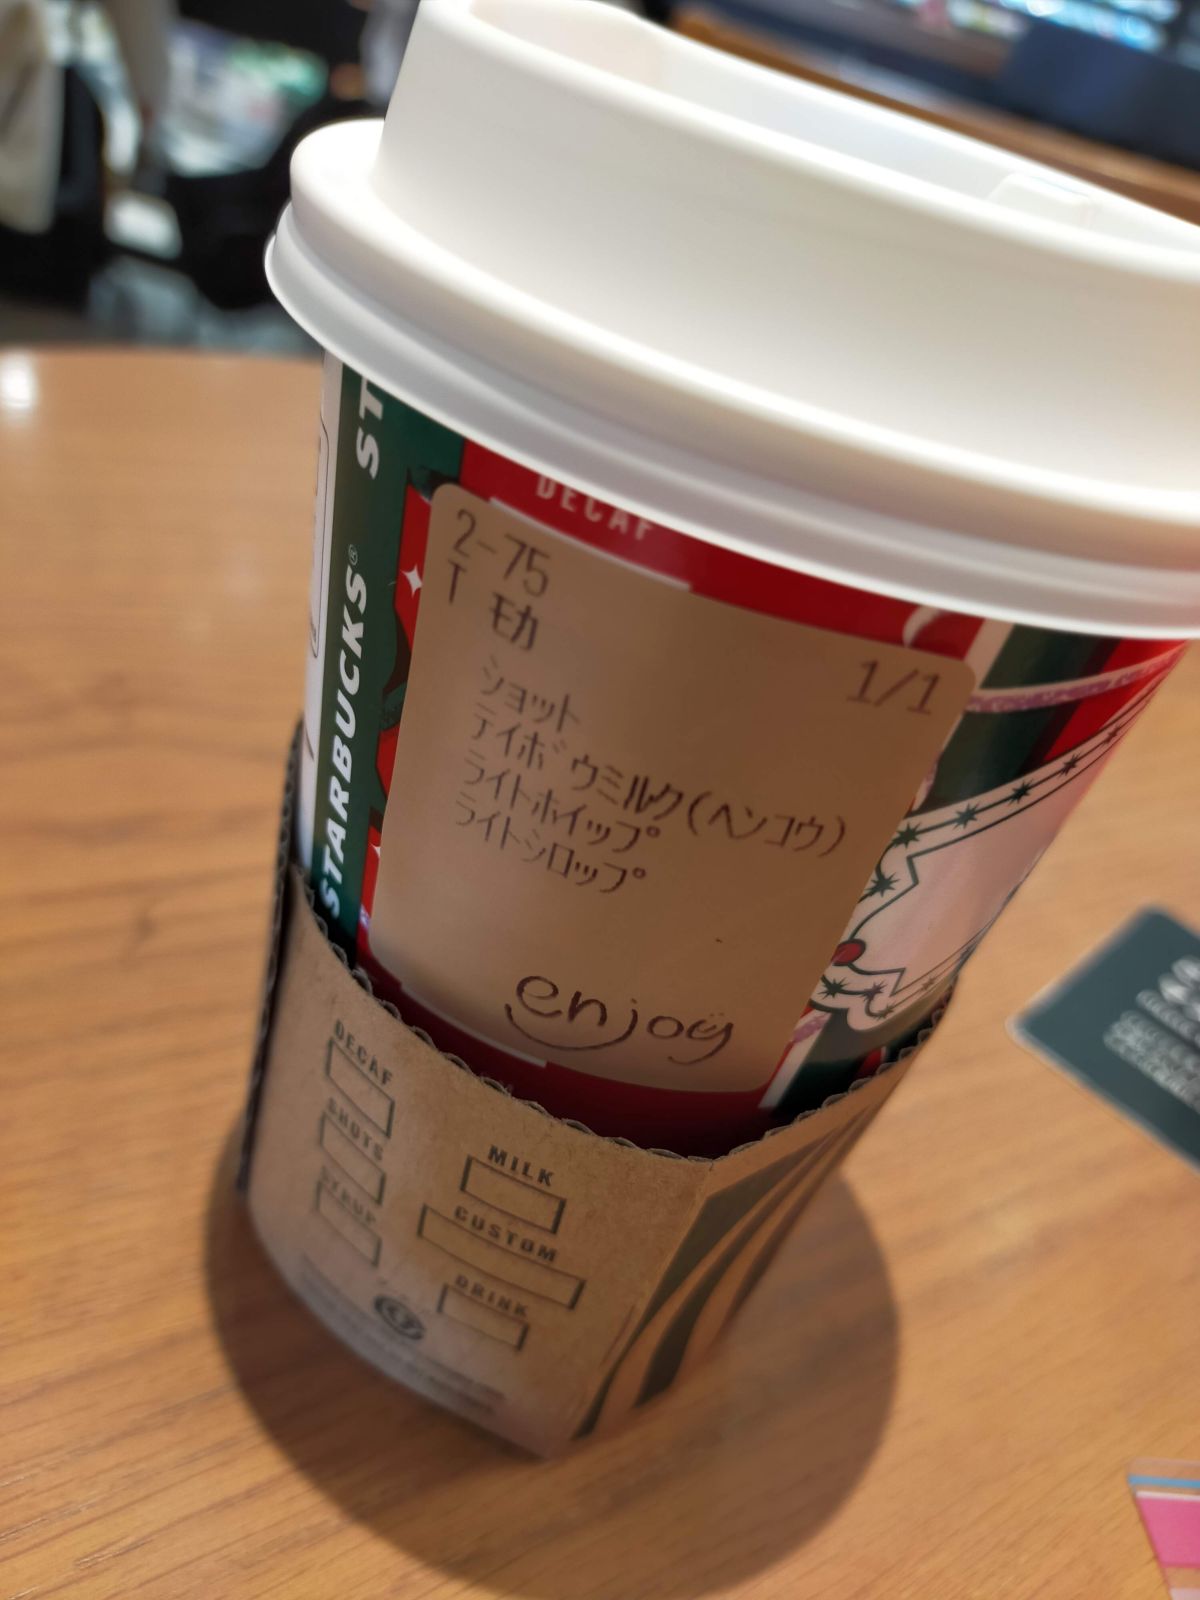 ST
STARBUCKS®
DECAF
2-75
T モカ
1/1
ショット
テイボウミルク(ヘンコウ)
ライトホイップ
ライトシロップ
enjoy
DECAF
SHOTS
SYRUP
MILK
CUSTOM
DRINK